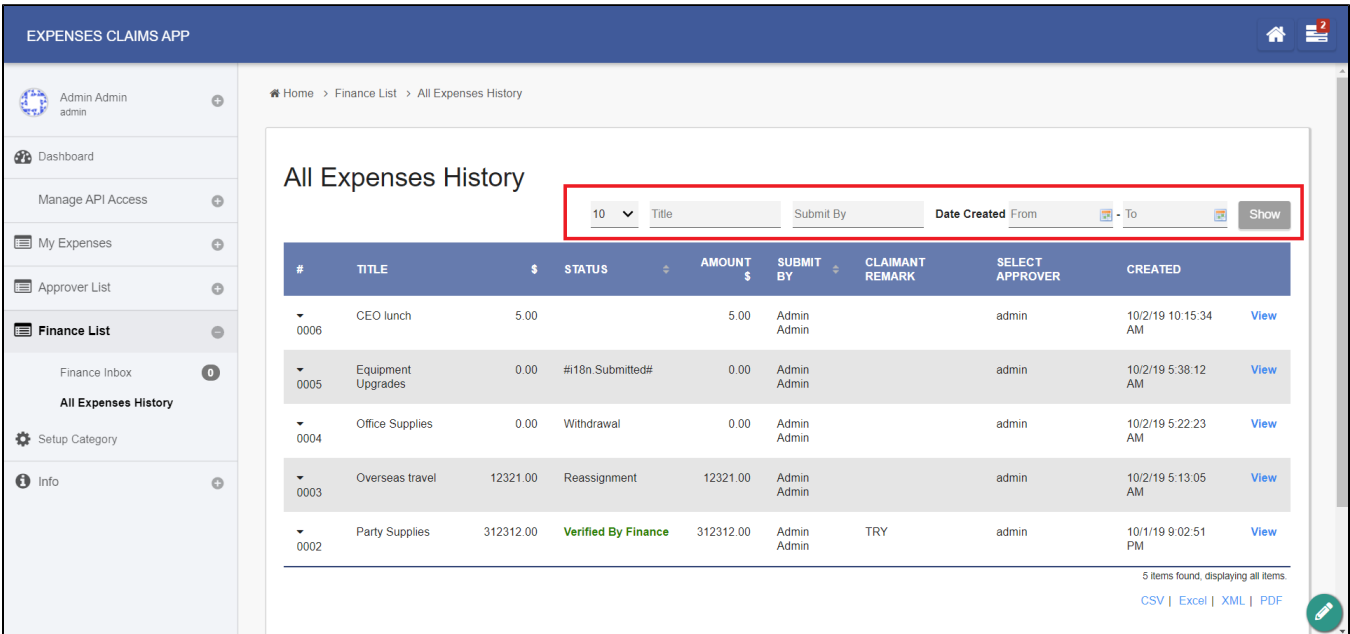 EXPENSES CLAIMS APP
2
Admin Admin
admin
Dashboard
Manage API Access
My Expenses
Approver List
Finance List
Finance Inbox 0
All Expenses History
Setup Category
Info
Home > Finance List > All Expenses History
All Expenses History
10 Title Submit By Date Created From - To Show
# TITLE $ STATUS AMOUNT $ SUBMIT BY CLAIMANT REMARK SELECT APPROVER CREATED
0006 CEO lunch 5.00 5.00 Admin Admin admin 10/2/19 10:15:34 AM View
0005 Equipment Upgrades 0.00 #i18n.Submitted# 0.00 Admin Admin admin 10/2/19 5:38:12 AM View
0004 Office Supplies 0.00 Withdrawal 0.00 Admin Admin admin 10/2/19 5:22:23 AM View
0003 Overseas travel 12321.00 Reassignment 12321.00 Admin Admin admin 10/2/19 5:13:05 AM View
0002 Party Supplies 312312.00 Verified By Finance 312312.00 Admin Admin TRY admin 10/1/19 9:02:51 PM View
5 items found, displaying all items.
CSV | Excel | XML | PDF